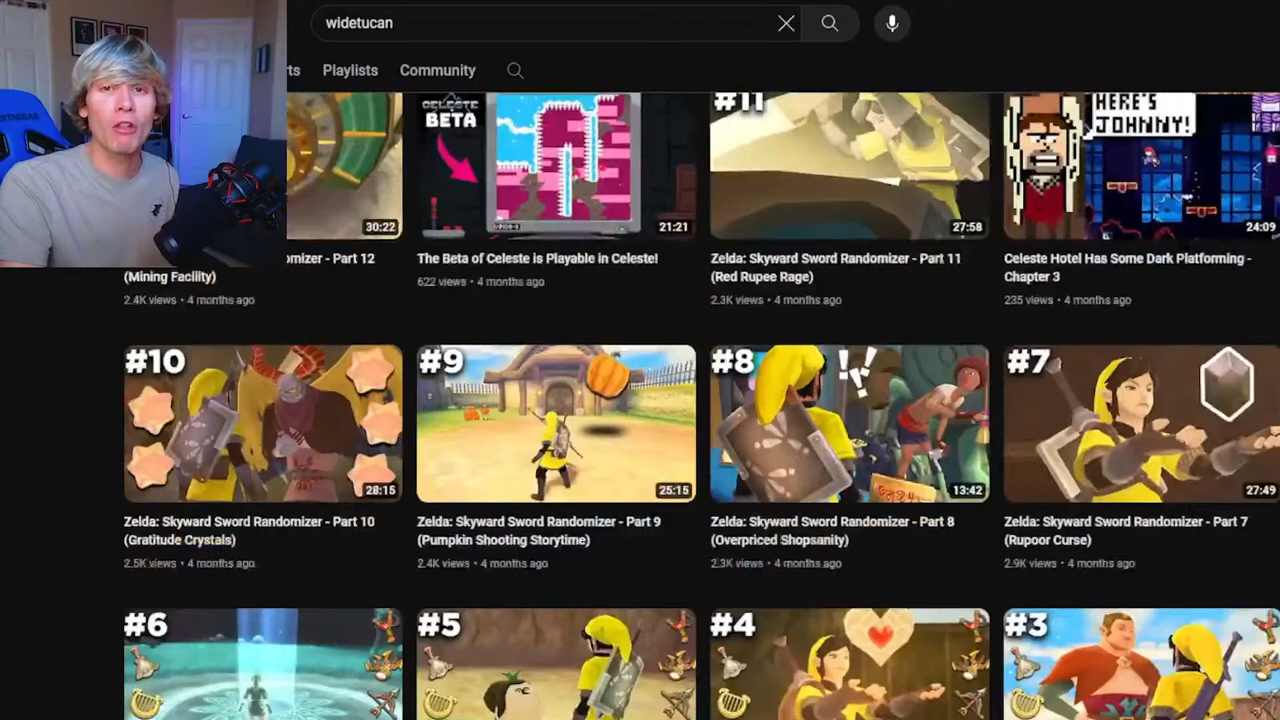 widetucan
rts Playlists Community
#11
CELESTE
BETA
HERE'S
JOHNNY!
30:22
21:21
27:58
24:09
omizer - Part 12
(Mining Facility)
2.4K views • 4 months ago
The Beta of Celeste is Playable in Celeste!
622 views • 4 months ago
Zelda: Skyward Sword Randomizer - Part 11
(Red Rupee Rage)
2.3K views • 4 months ago
Celeste Hotel Has Some Dark Platforming -
Chapter 3
235 views • 4 months ago
#10
28:15
#9
25:15
#8
!!
13:42
#7
27:49
Zelda: Skyward Sword Randomizer - Part 10
(Gratitude Crystals)
2.5K views • 4 months ago
Zelda: Skyward Sword Randomizer - Part 9
(Pumpkin Shooting Storytime)
2.4K views • 4 months ago
Zelda: Skyward Sword Randomizer - Part 8
(Overpriced Shopsanity)
2.3K views • 4 months ago
Zelda: Skyward Sword Randomizer - Part 7
(Rupoor Curse)
2.9K views • 4 months ago
#6
#5
#4
#3